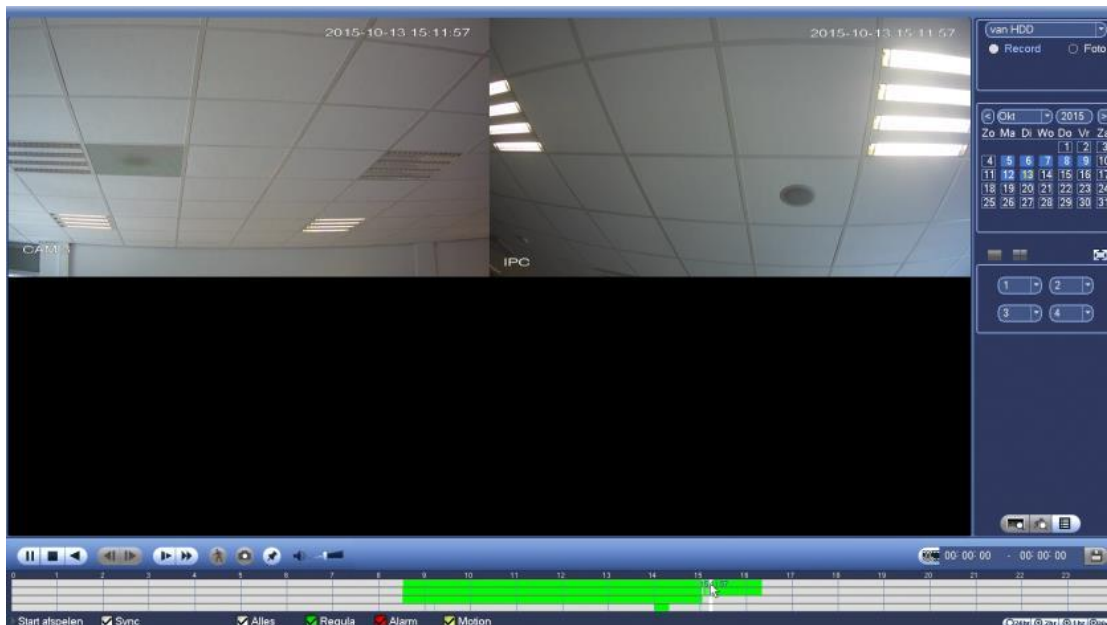 2015-10-13 15:11:57
2015-10-13 15:11:57
CAM 3
IPC
van HDD
Record Foto
< Okt 2015 >
Zo Ma Di Wo Do Vr Za
1 2 3
4 5 6 7 8 9 10
11 12 13 14 15 16 17
18 19 20 21 22 23 24
25 26 27 28 29 30 31
1 2
3 4
00:00:00 - 00:00:00
0 1 2 3 4 5 6 7 8 9 10 11 12 13 14 15 16 17 18 19 20 21 22 23
Start afspelen Sync Alles Regula Alarm Motion
24hr 2hr 1hr